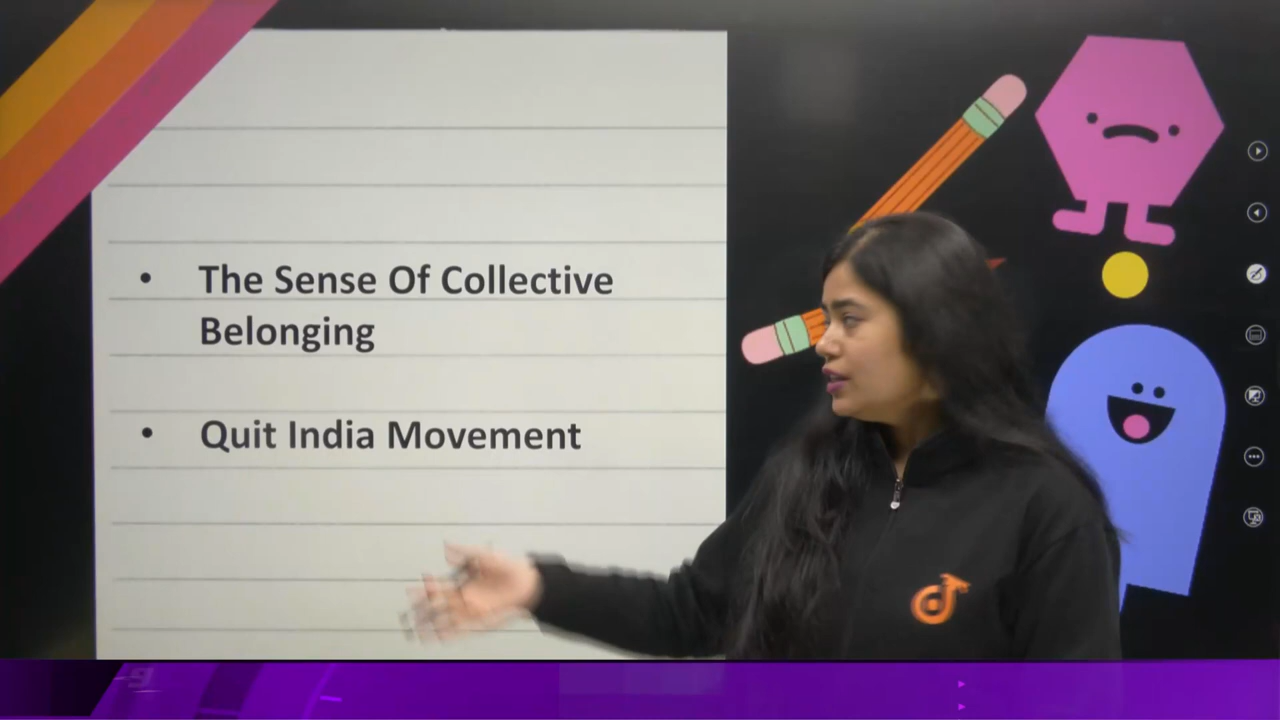 • The Sense Of Collective
Belonging
• Quit India Movement